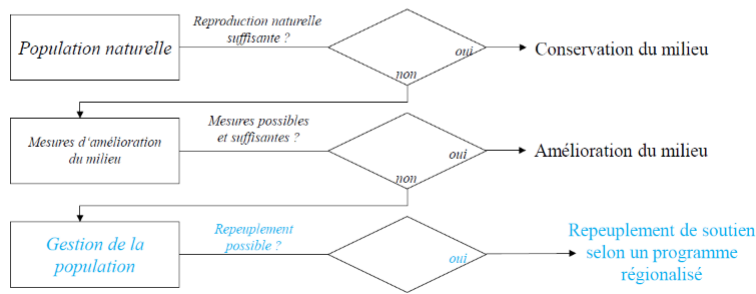 Population naturelle
Reproduction naturelle
suffisante ?
oui
non
Conservation du milieu
Mesures d'amélioration
du milieu
Mesures possibles
et suffisantes ?
oui
non
Amélioration du milieu
Gestion de la
population
Repeuplement
possible ?
oui
Repeuplement de soutien
selon un programme
régionalisé